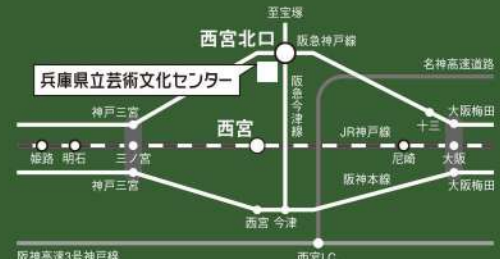 至宝塚
西宮北口
阪急神戸線
兵庫県立芸術文化センター
名神高速道路
阪急今津線
神戸三宮
十三
大阪梅田
西宮
JR神戸線
姫路
明石
三ノ宮
尼崎
大阪
神戸三宮
阪神本線
大阪梅田
西宮
今津
阪神高速3号神戸線
西宮I.C